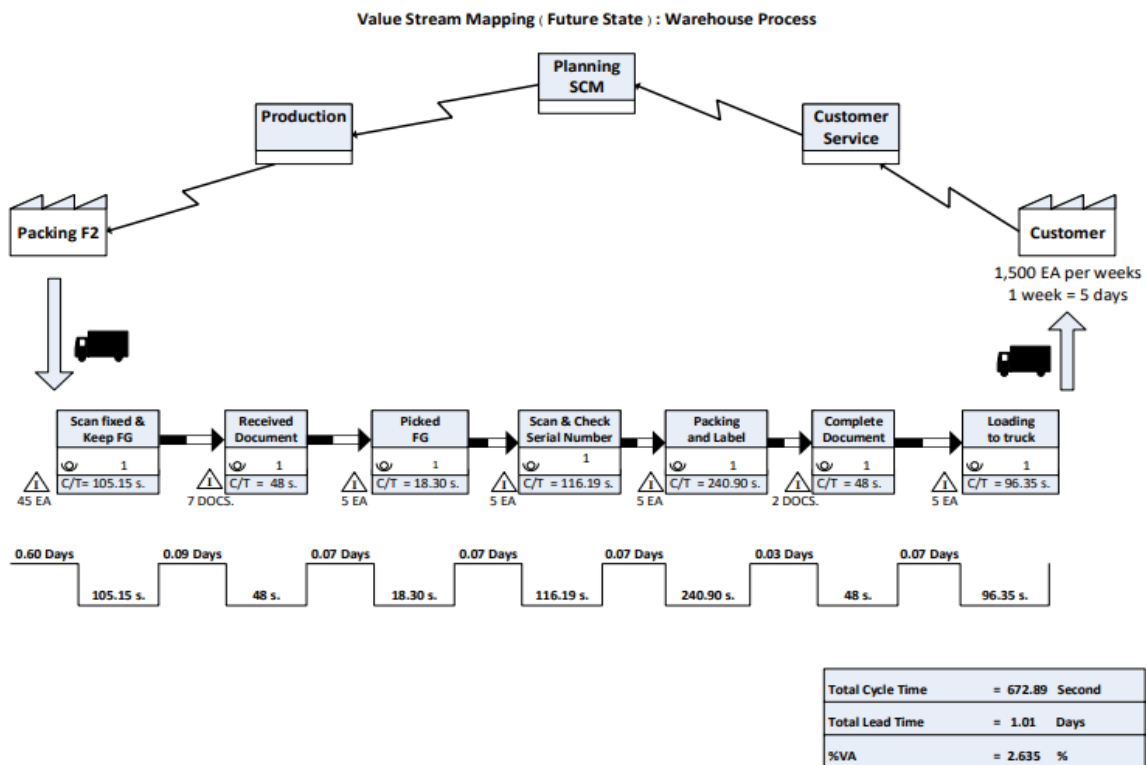 Value Stream Mapping ( Future State ) : Warehouse Process
Planning
SCM
Production
Customer
Service
Packing F2
Customer
1,500 EA per weeks
1 week = 5 days
Scan fixed &
Keep FG
1
C/T= 105.15 s.
Received
Document
1
C/T = 48 s.
Picked
FG
1
C/T = 18.30 s.
Scan & Check
Serial Number
1
C/T = 116.19 s.
Packing
and Label
1
C/T = 240.90 s.
Complete
Document
1
C/T = 48 s.
Loading
to truck
1
C/T = 96.35 s.
I
45 EA
I
7 DOCS.
I
5 EA
I
5 EA
I
5 EA
I
2 DOCS.
I
5 EA
0.60 Days
0.09 Days
0.07 Days
0.07 Days
0.07 Days
0.03 Days
0.07 Days
105.15 s.
48 s.
18.30 s.
116.19 s.
240.90 s.
48 s.
96.35 s.
Total Cycle Time = 672.89 Second
Total Lead Time = 1.01 Days
%VA = 2.635 %